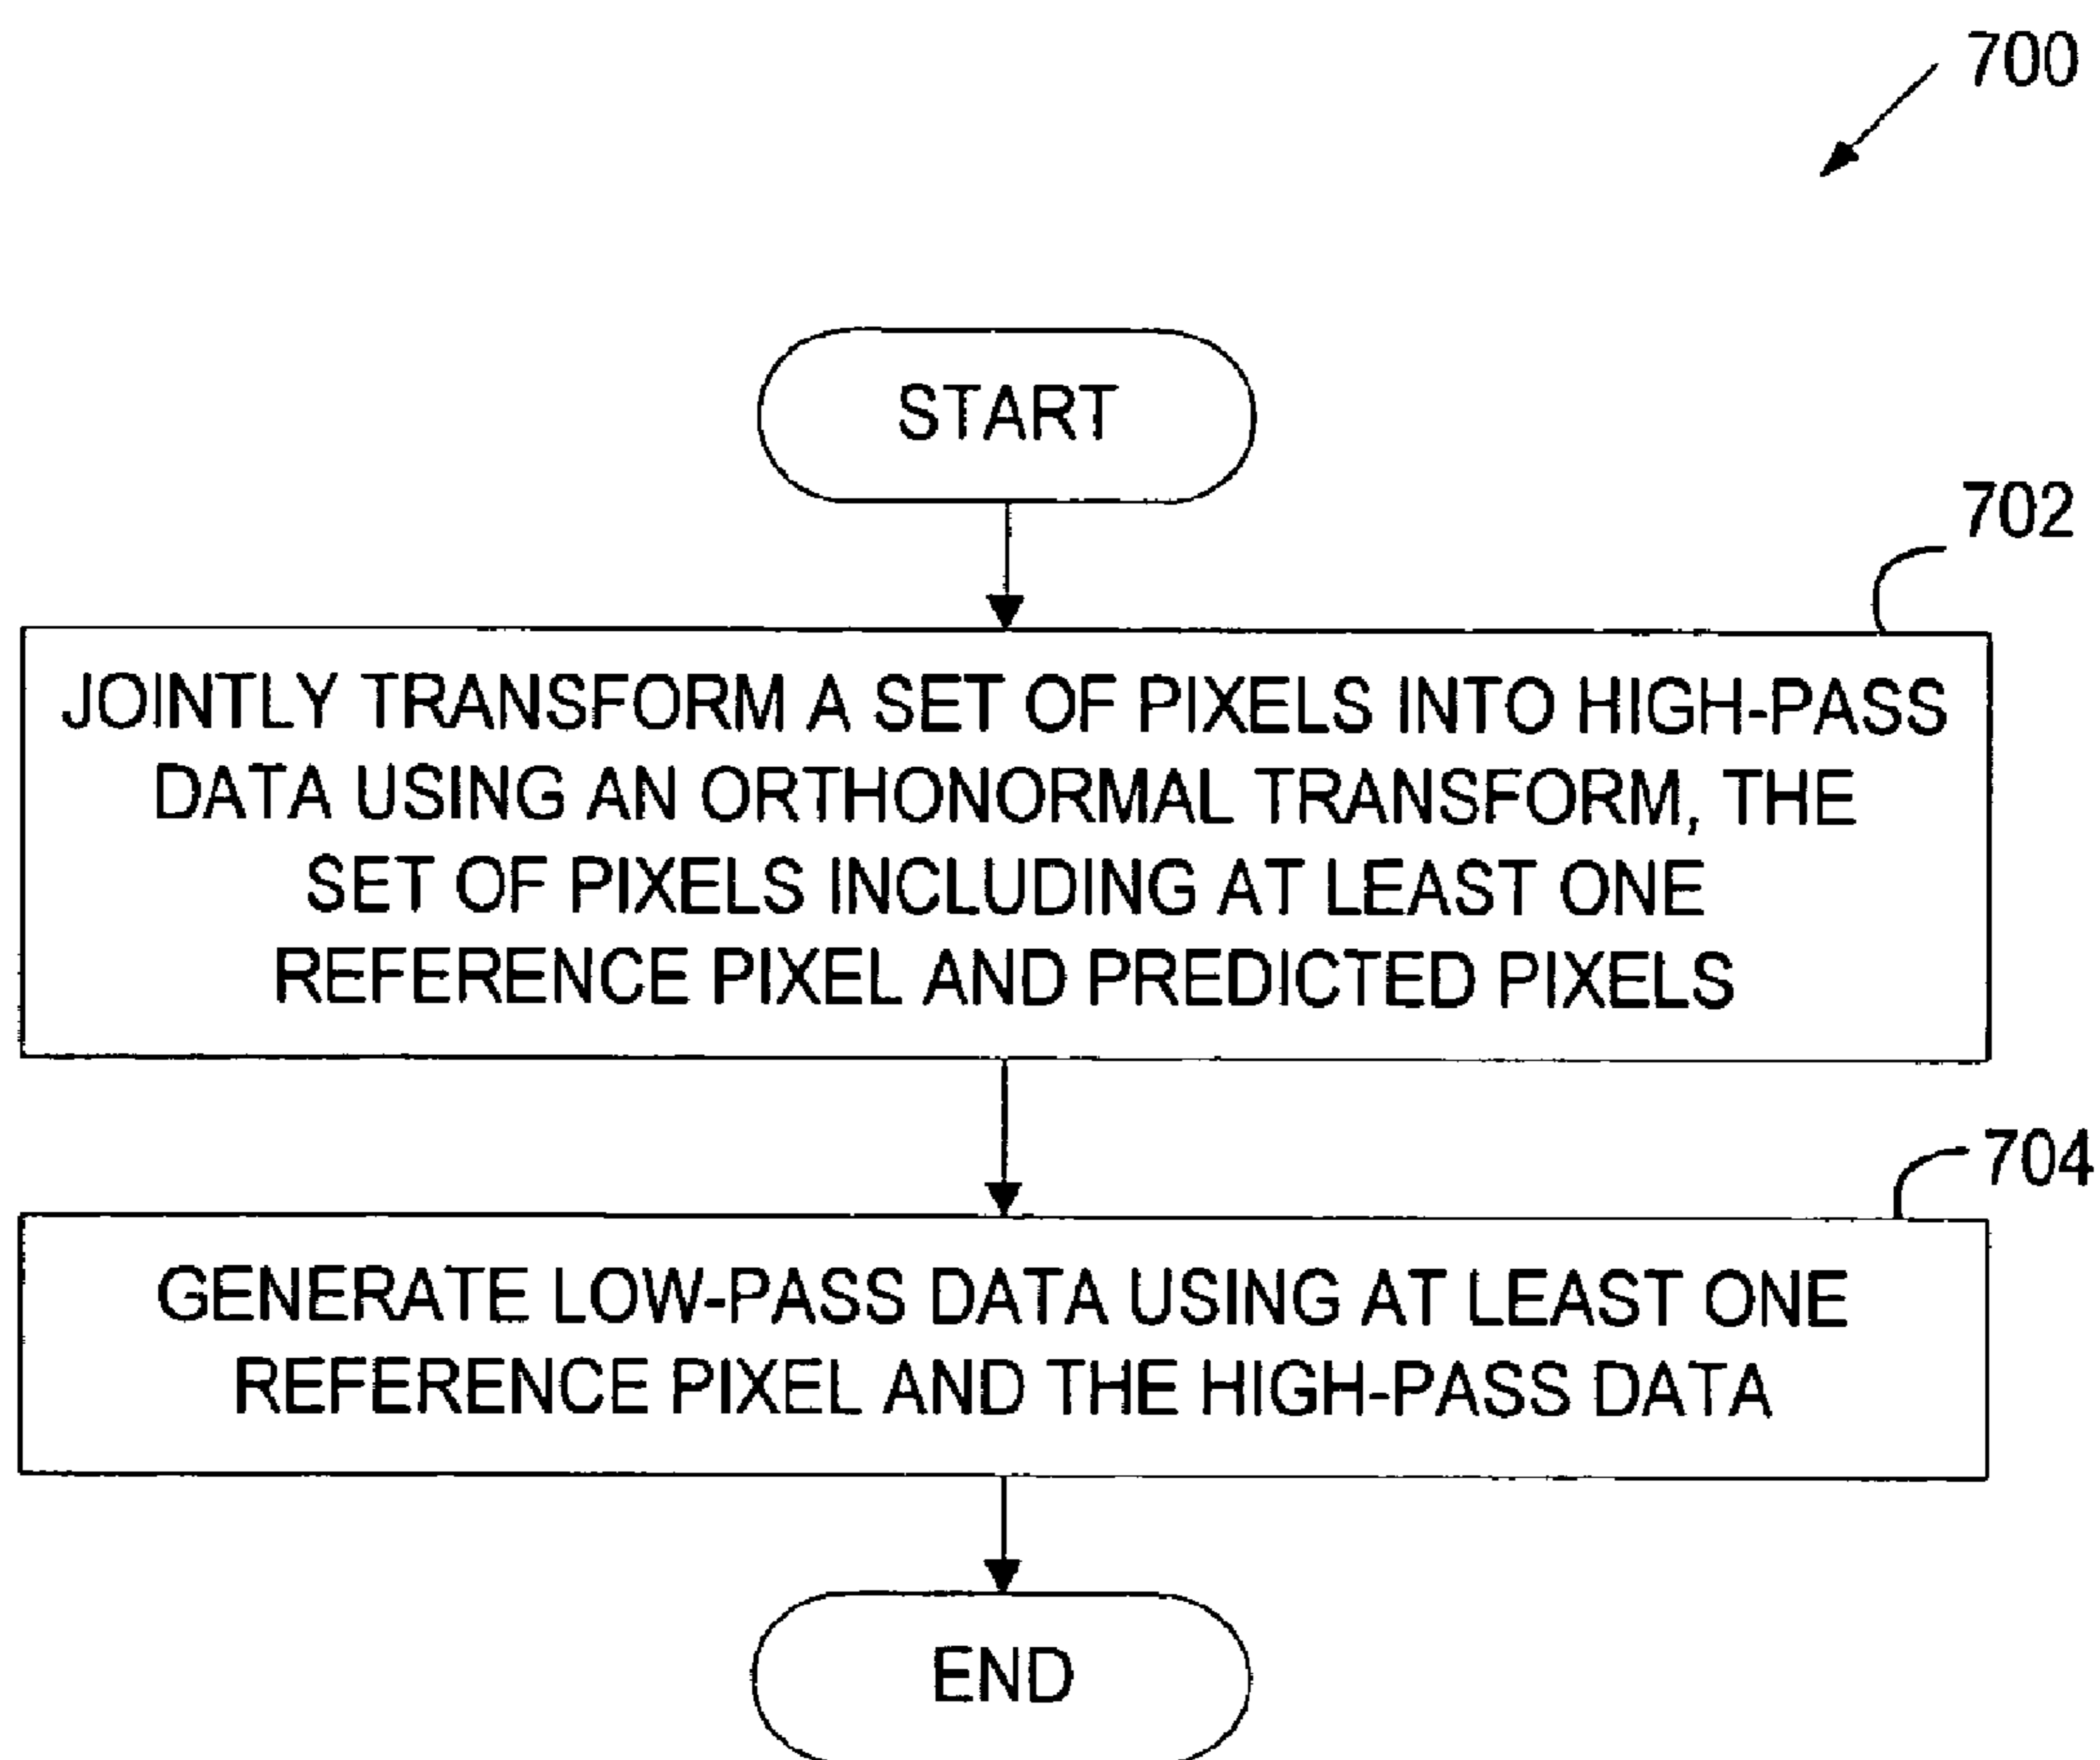 700
START
702
JOINTLY TRANSFORM A SET OF PIXELS INTO HIGH-PASS
DATA USING AN ORTHONORMAL TRANSFORM, THE
SET OF PIXELS INCLUDING AT LEAST ONE
REFERENCE PIXEL AND PREDICTED PIXELS
704
GENERATE LOW-PASS DATA USING AT LEAST ONE
REFERENCE PIXEL AND THE HIGH-PASS DATA
END